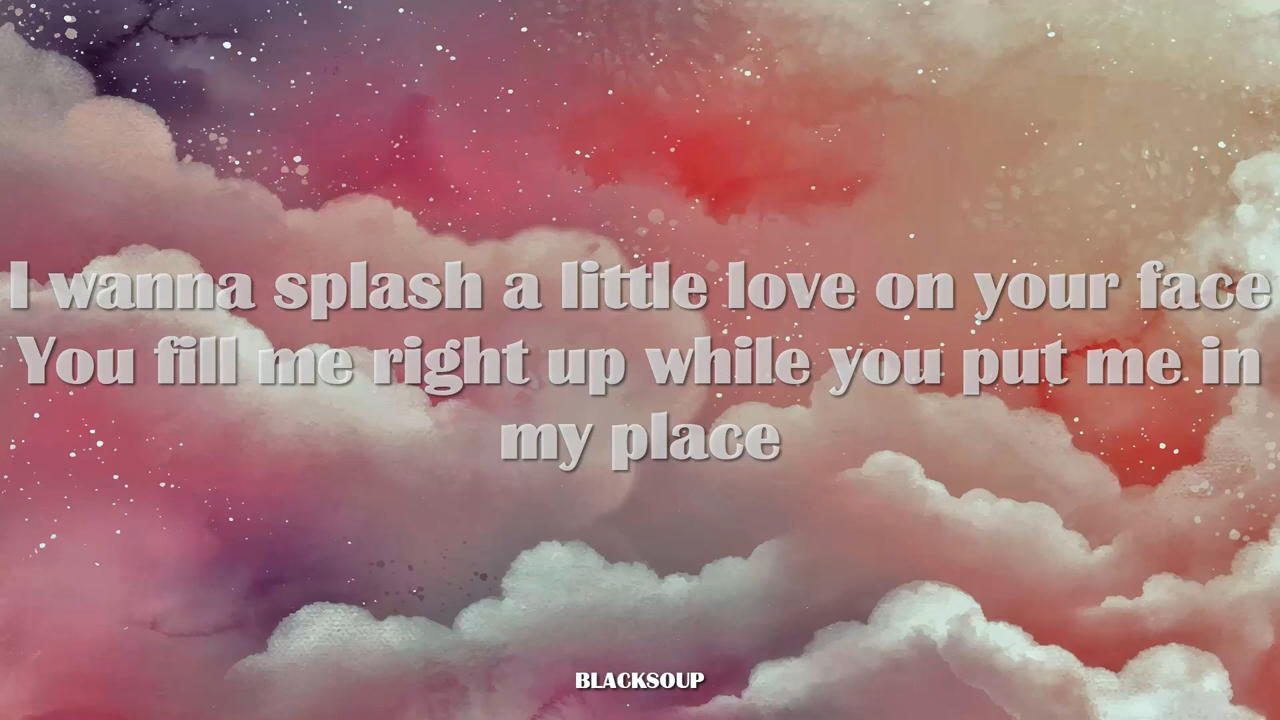 I wanna splash a little love on your face
You fill me right up while you put me in
my place
BLACKSOUP